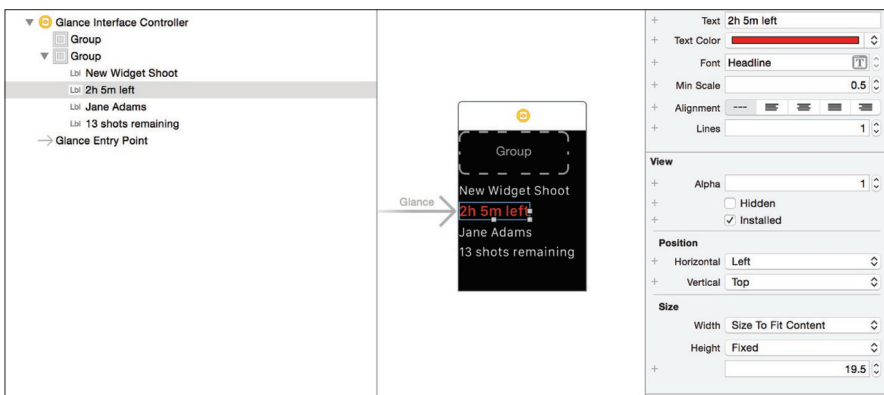 Glance Interface Controller
Group
Group
Lbl New Widget Shoot
Lbl 2h 5m left
Lbl Jane Adams
Lbl 13 shots remaining
Glance Entry Point
Glance
Group
New Widget Shoot
2h 5m left
Jane Adams
13 shots remaining
+ Text 2h 5m left
+ Text Color
+ Font Headline T
+ Min Scale 0.5
+ Alignment ---
+ Lines 1
View
+ Alpha 1
+ Hidden
+ Installed
Position
+ Horizontal Left
+ Vertical Top
Size
Width Size To Fit Content
Height Fixed
+ 19.5